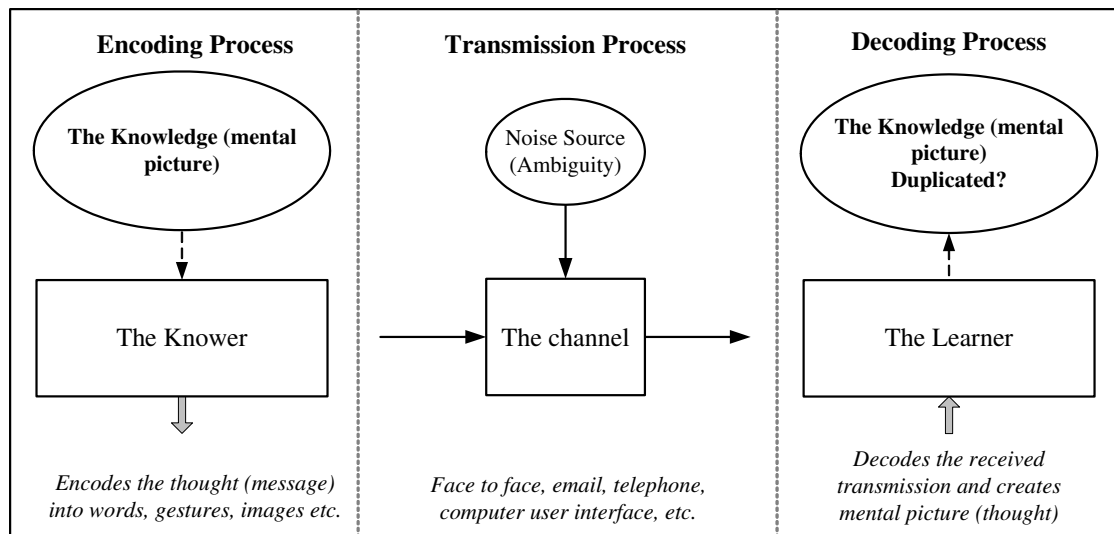 Encoding Process
The Knowledge (mental
picture)
The Knower
Encodes the thought (message)
into words, gestures, images etc.
Transmission Process
Noise Source
(Ambiguity)
The channel
Face to face, email, telephone,
computer user interface, etc.
Decoding Process
The Knowledge (mental
picture)
Duplicated?
The Learner
Decodes the received
transmission and creates
mental picture (thought)